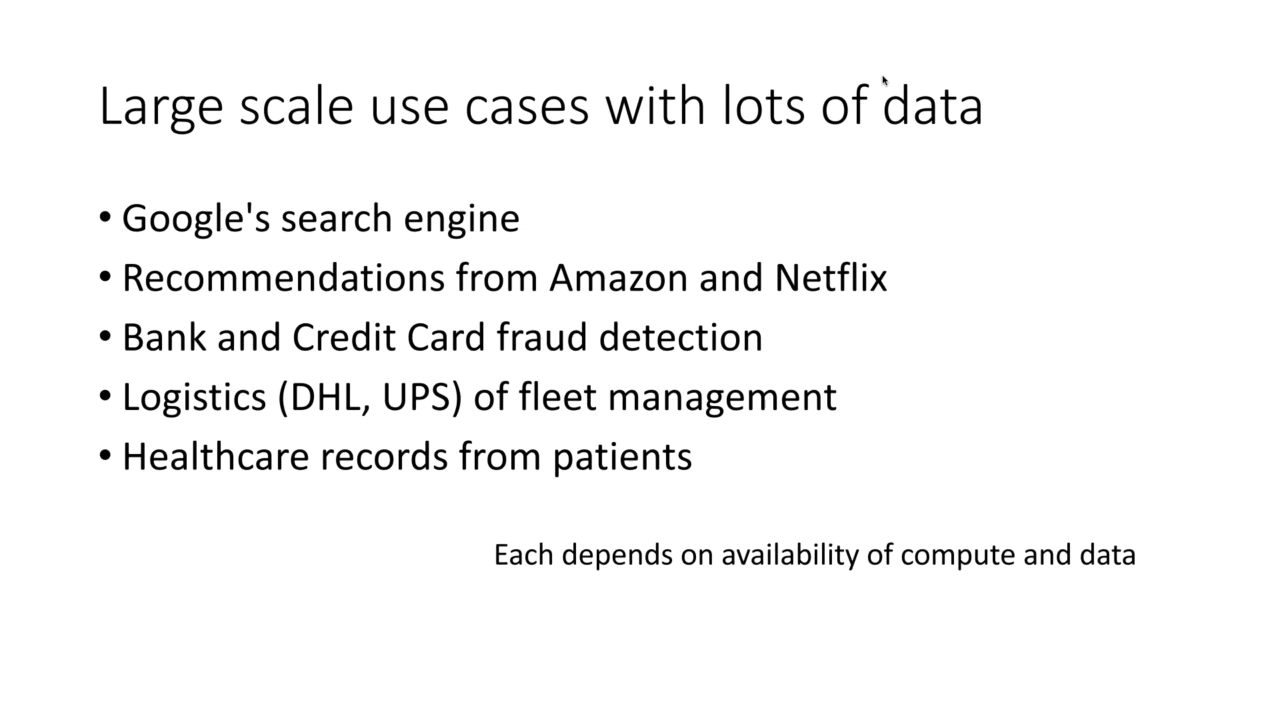 Large scale use cases with lots of data
• Google's search engine
• Recommendations from Amazon and Netflix
• Bank and Credit Card fraud detection
• Logistics (DHL, UPS) of fleet management
• Healthcare records from patients
Each depends on availability of compute and data